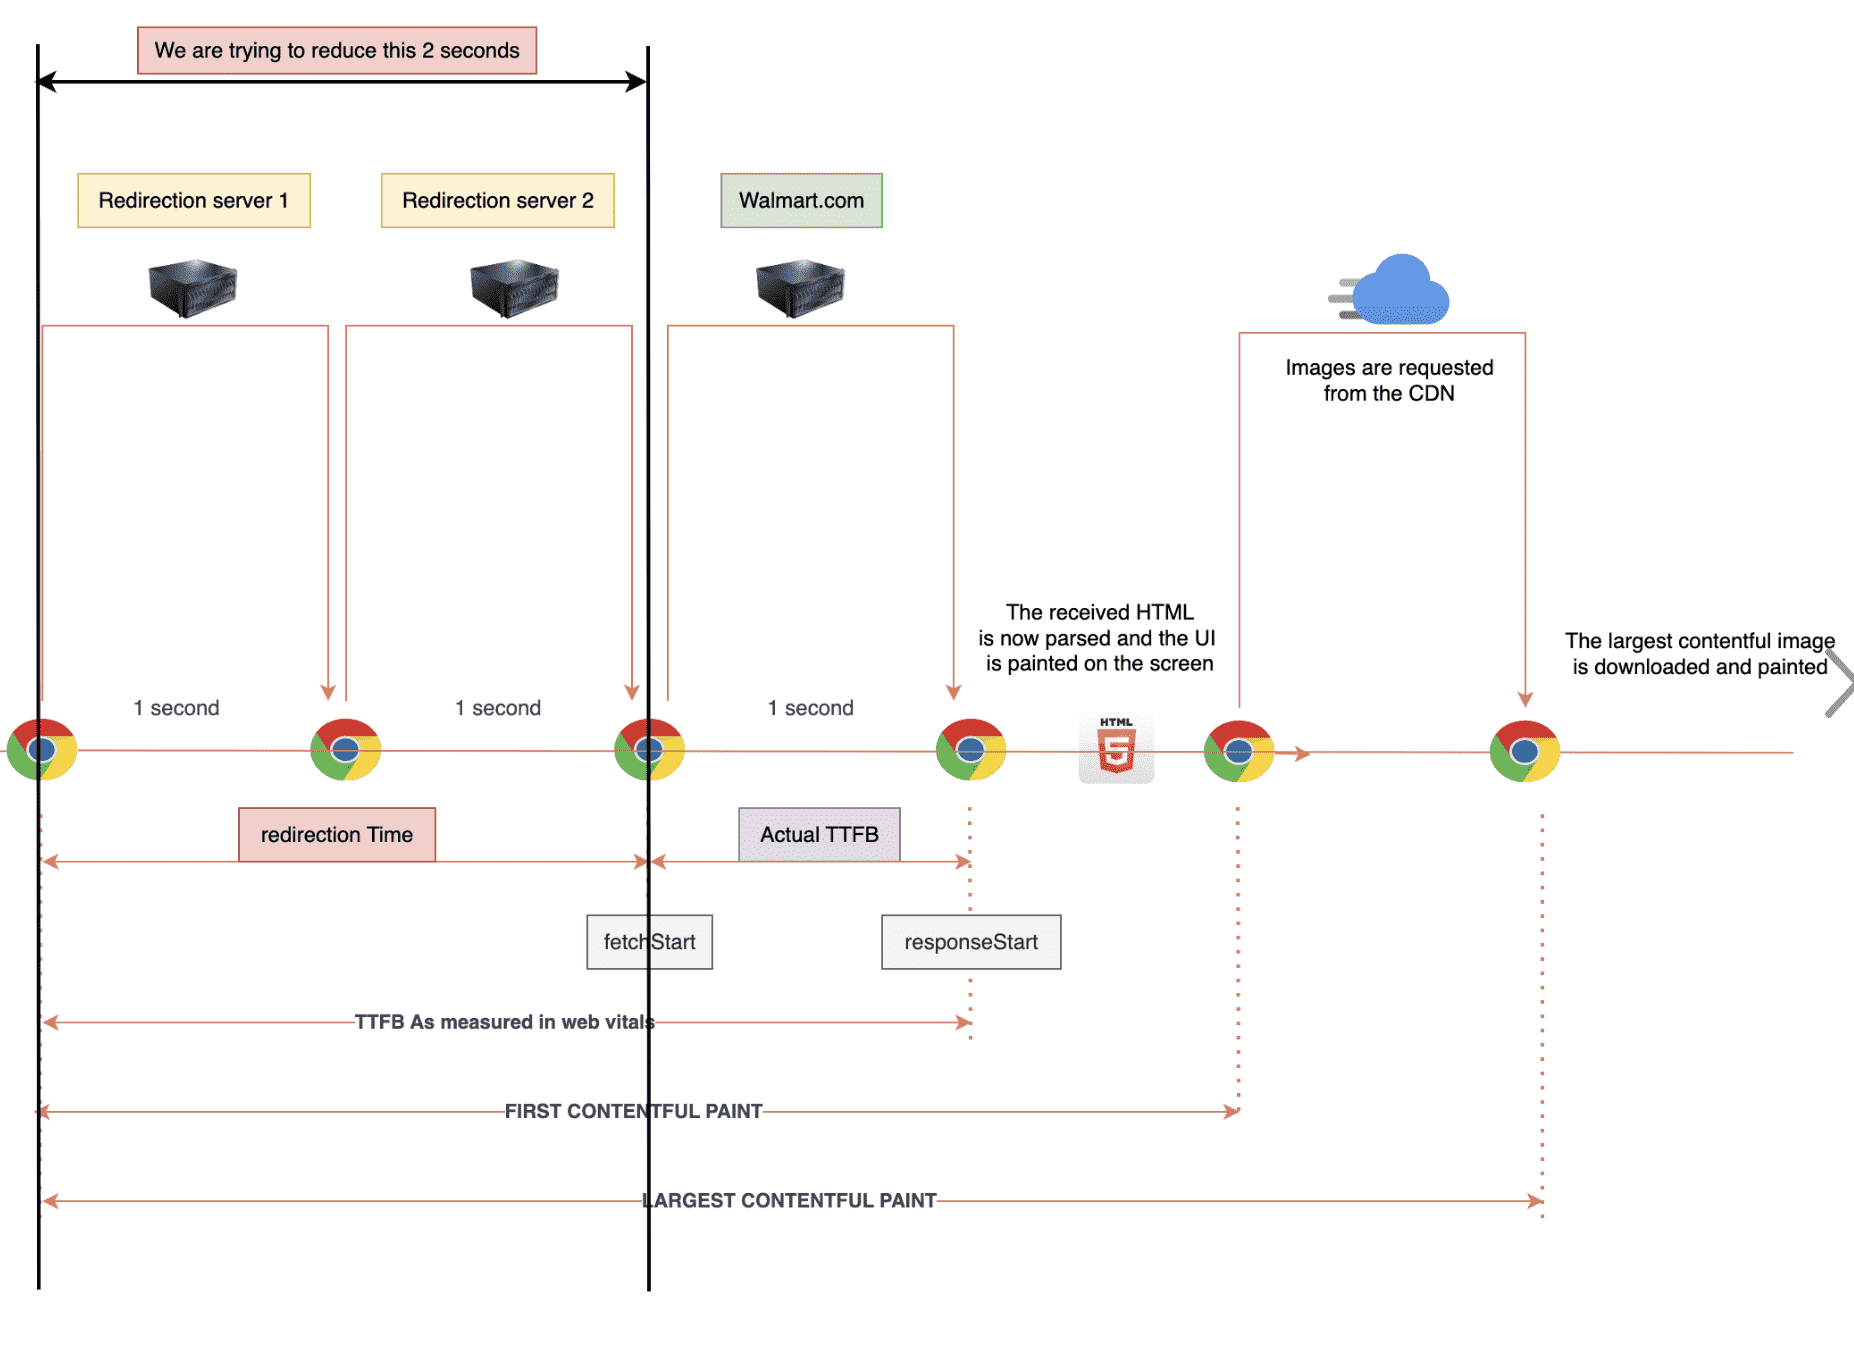 We are trying to reduce this 2 seconds
Redirection server 1
Redirection server 2
Walmart.com
Images are requested
from the CDN
The received HTML
is now parsed and the UI
is painted on the screen
The largest contentful image
is downloaded and painted
1 second
1 second
1 second
HTML
5
redirection Time
Actual TTFB
fetchStart
responseStart
TTFB As measured in web vitals
FIRST CONTENTFUL PAINT
LARGEST CONTENTFUL PAINT